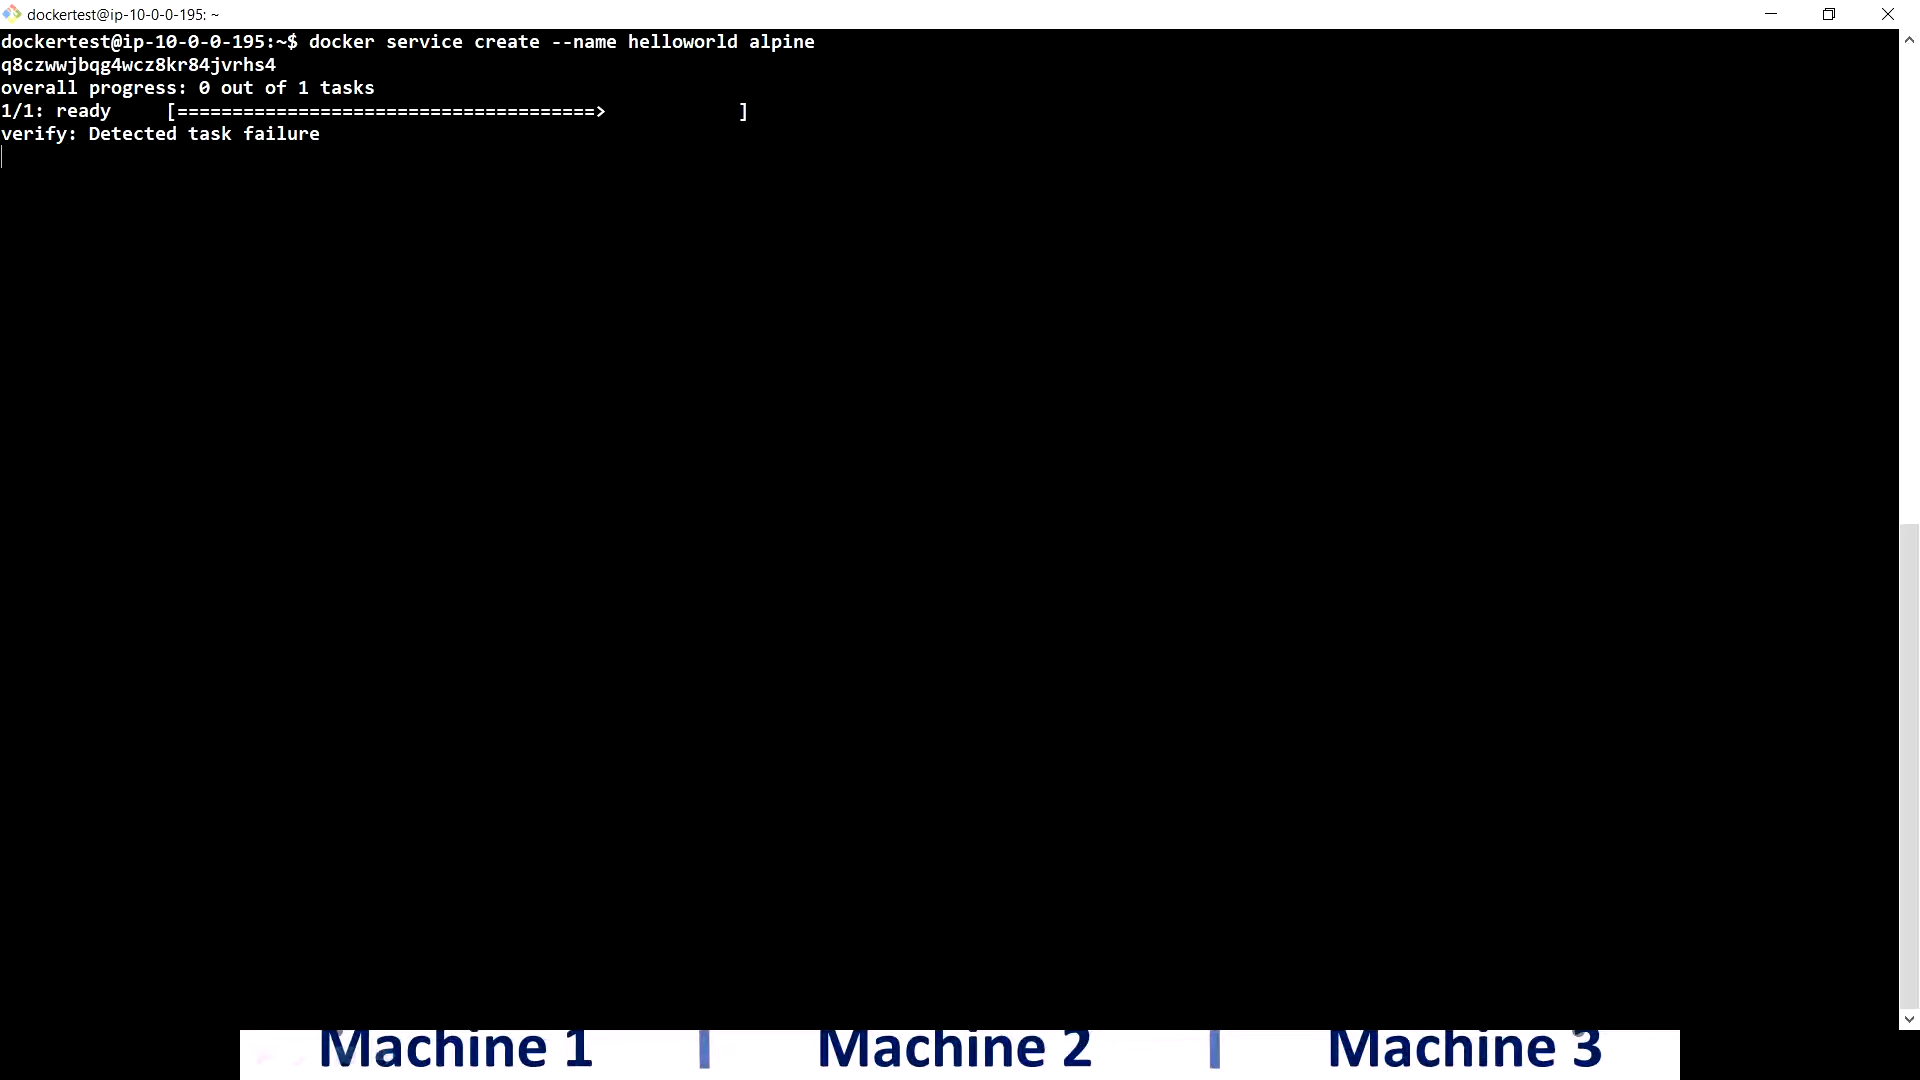 dockertest@ip-10-0-0-195: ~
dockertest@ip-10-0-0-195:~$ docker service create --name helloworld alpine
q8czwwjbqg4wcz8kr84jvrhs4
overall progress: 0 out of 1 tasks
1/1: ready     [======================================>            ]
verify: Detected task failure
Machine 1 | Machine 2 | Machine 3